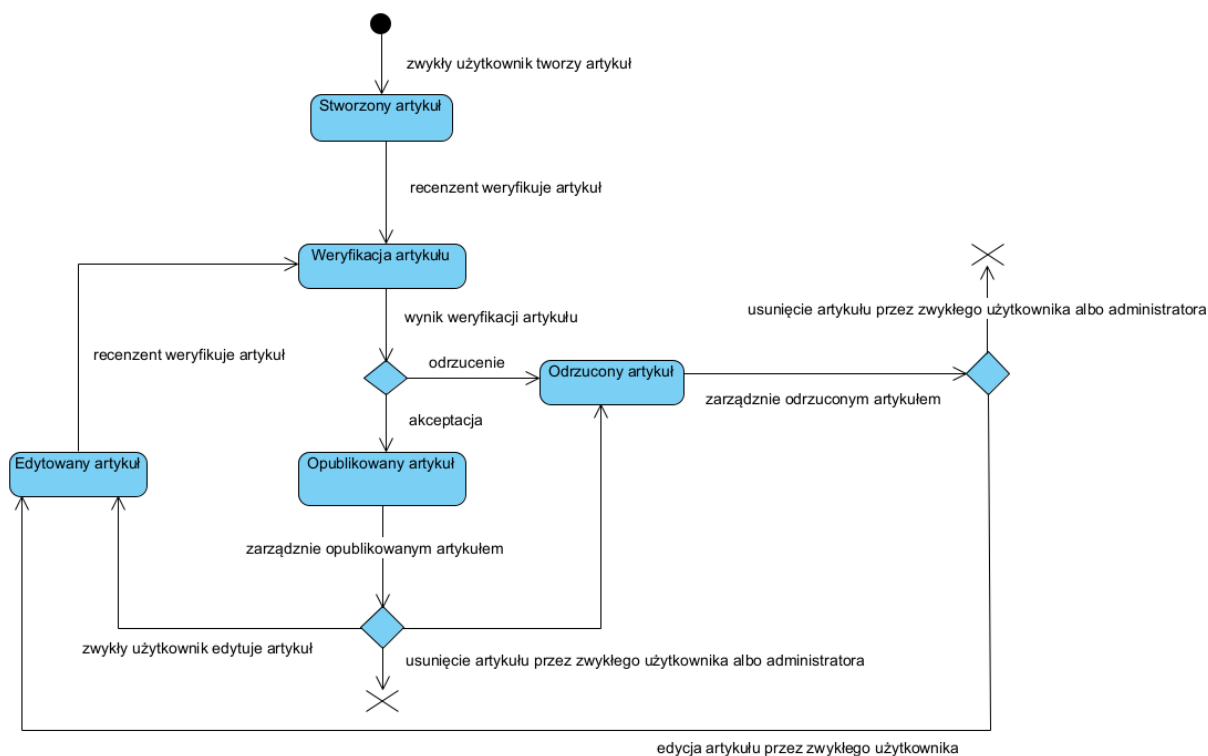 zwykły użytkownik tworzy artykuł
Stworzony artykuł
recenzent weryfikuje artykuł
Weryfikacja artykułu
usunięcie artykułu przez zwykłego użytkownika albo administratora
wynik weryfikacji artykułu
recenzent weryfikuje artykuł
odrzucenie
Odrzucony artykuł
zarządznie odrzuconym artykułem
akceptacja
Edytowany artykuł
Opublikowany artykuł
zarządznie opublikowanym artykułem
zwykły użytkownik edytuje artykuł
usunięcie artykułu przez zwykłego użytkownika albo administratora
edycja artykułu przez zwykłego użytkownika